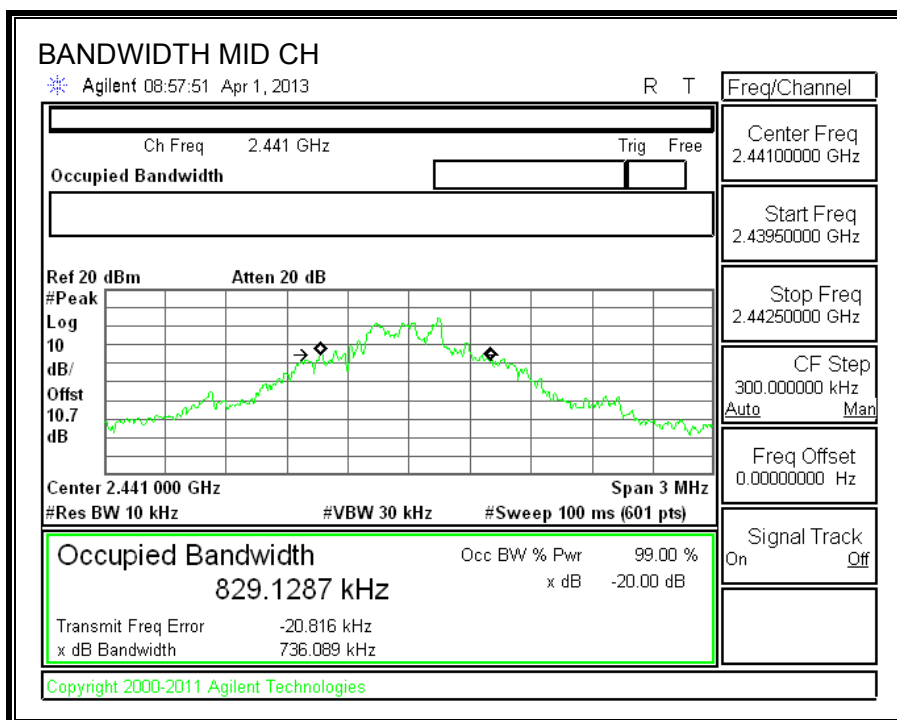 BANDWIDTH MID CH
Agilent 08:57:51 Apr 1, 2013 R T
Freq/Channel
Ch Freq 2.441 GHz Trig Free
Occupied Bandwidth
Center Freq
2.44100000 GHz
Start Freq
2.43950000 GHz
Stop Freq
2.44250000 GHz
CF Step
300.000000 kHz
Auto Man
Freq Offset
0.00000000 Hz
Signal Track
On Off
Ref 20 dBm Atten 20 dB
#Peak
Log
10
dB/
Offst
10.7
dB
Center 2.441 000 GHz Span 3 MHz
#Res BW 10 kHz #VBW 30 kHz #Sweep 100 ms (601 pts)
Occupied Bandwidth Occ BW % Pwr 99.00 %
829.1287 kHz x dB -20.00 dB
Transmit Freq Error -20.816 kHz
x dB Bandwidth 736.089 kHz
Copyright 2000-2011 Agilent Technologies